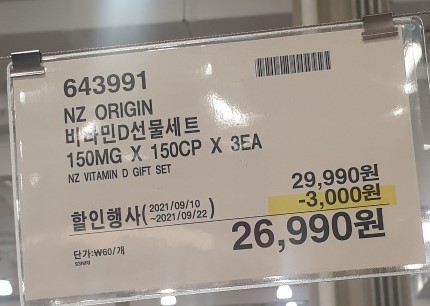 643991
NZ ORIGIN
비타민D선물세트
150MG X 150CP X 3EA
NZ VITAMIN D GIFT SET
29,990원
-3,000원
할인행사(2021/09/10 ~2021/09/22)
26,990원
단가:₩60/개